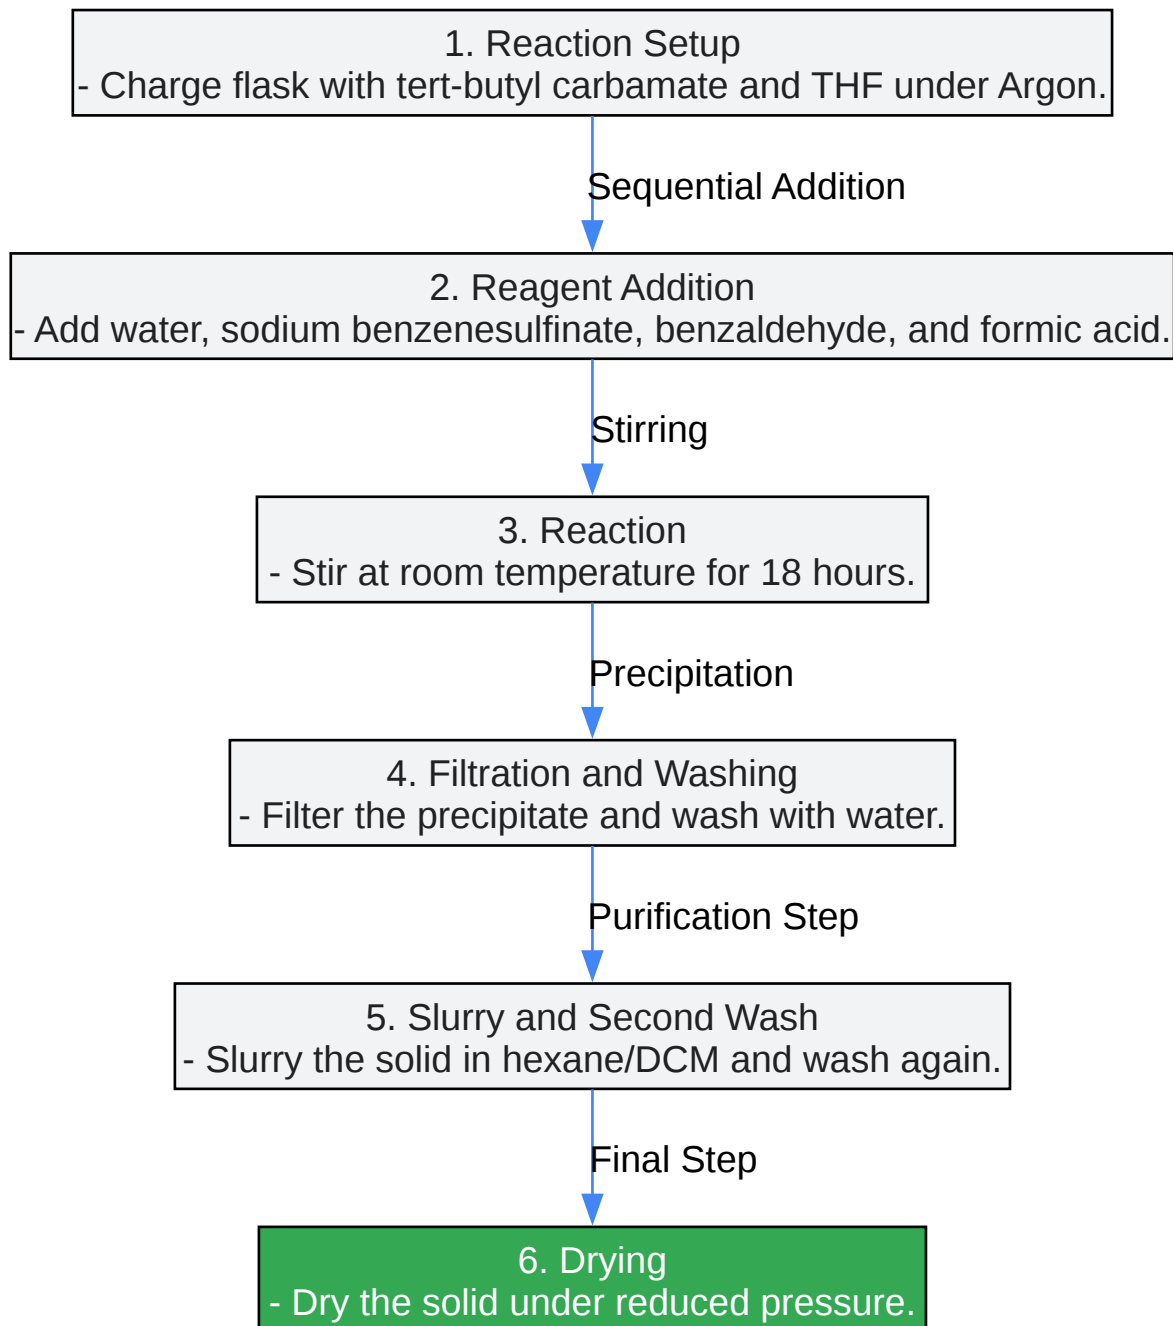 1. Reaction Setup
- Charge flask with tert-butyl carbamate and THF under Argon.
Sequential Addition
2. Reagent Addition
- Add water, sodium benzenesulfinate, benzaldehyde, and formic acid.
Stirring
3. Reaction
- Stir at room temperature for 18 hours.
Precipitation
4. Filtration and Washing
- Filter the precipitate and wash with water.
Purification Step
5. Slurry and Second Wash
- Slurry the solid in hexane/DCM and wash again.
Final Step
6. Drying
- Dry the solid under reduced pressure.